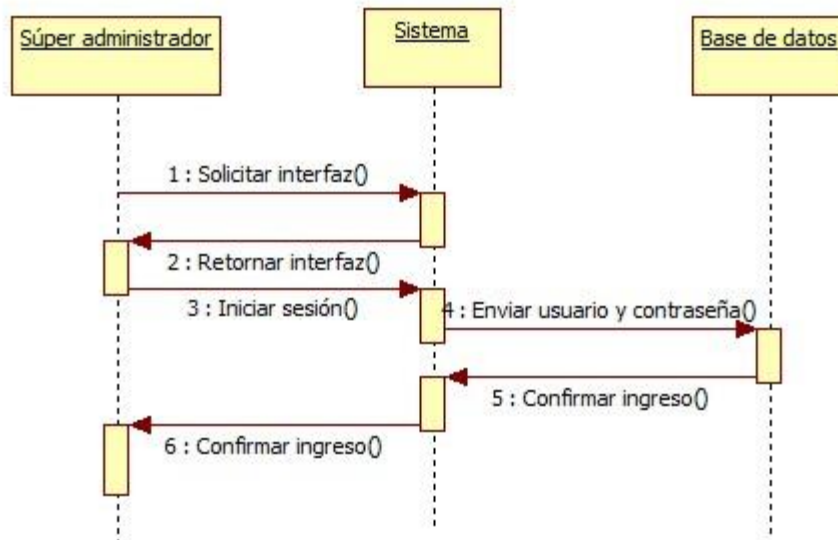 Súper administrador
Sistema
Base de datos
1 : Solicitar interfaz()
2 : Retornar interfaz()
3 : Iniciar sesión()
4 : Enviar usuario y contraseña()
5 : Confirmar ingreso()
6 : Confirmar ingreso()